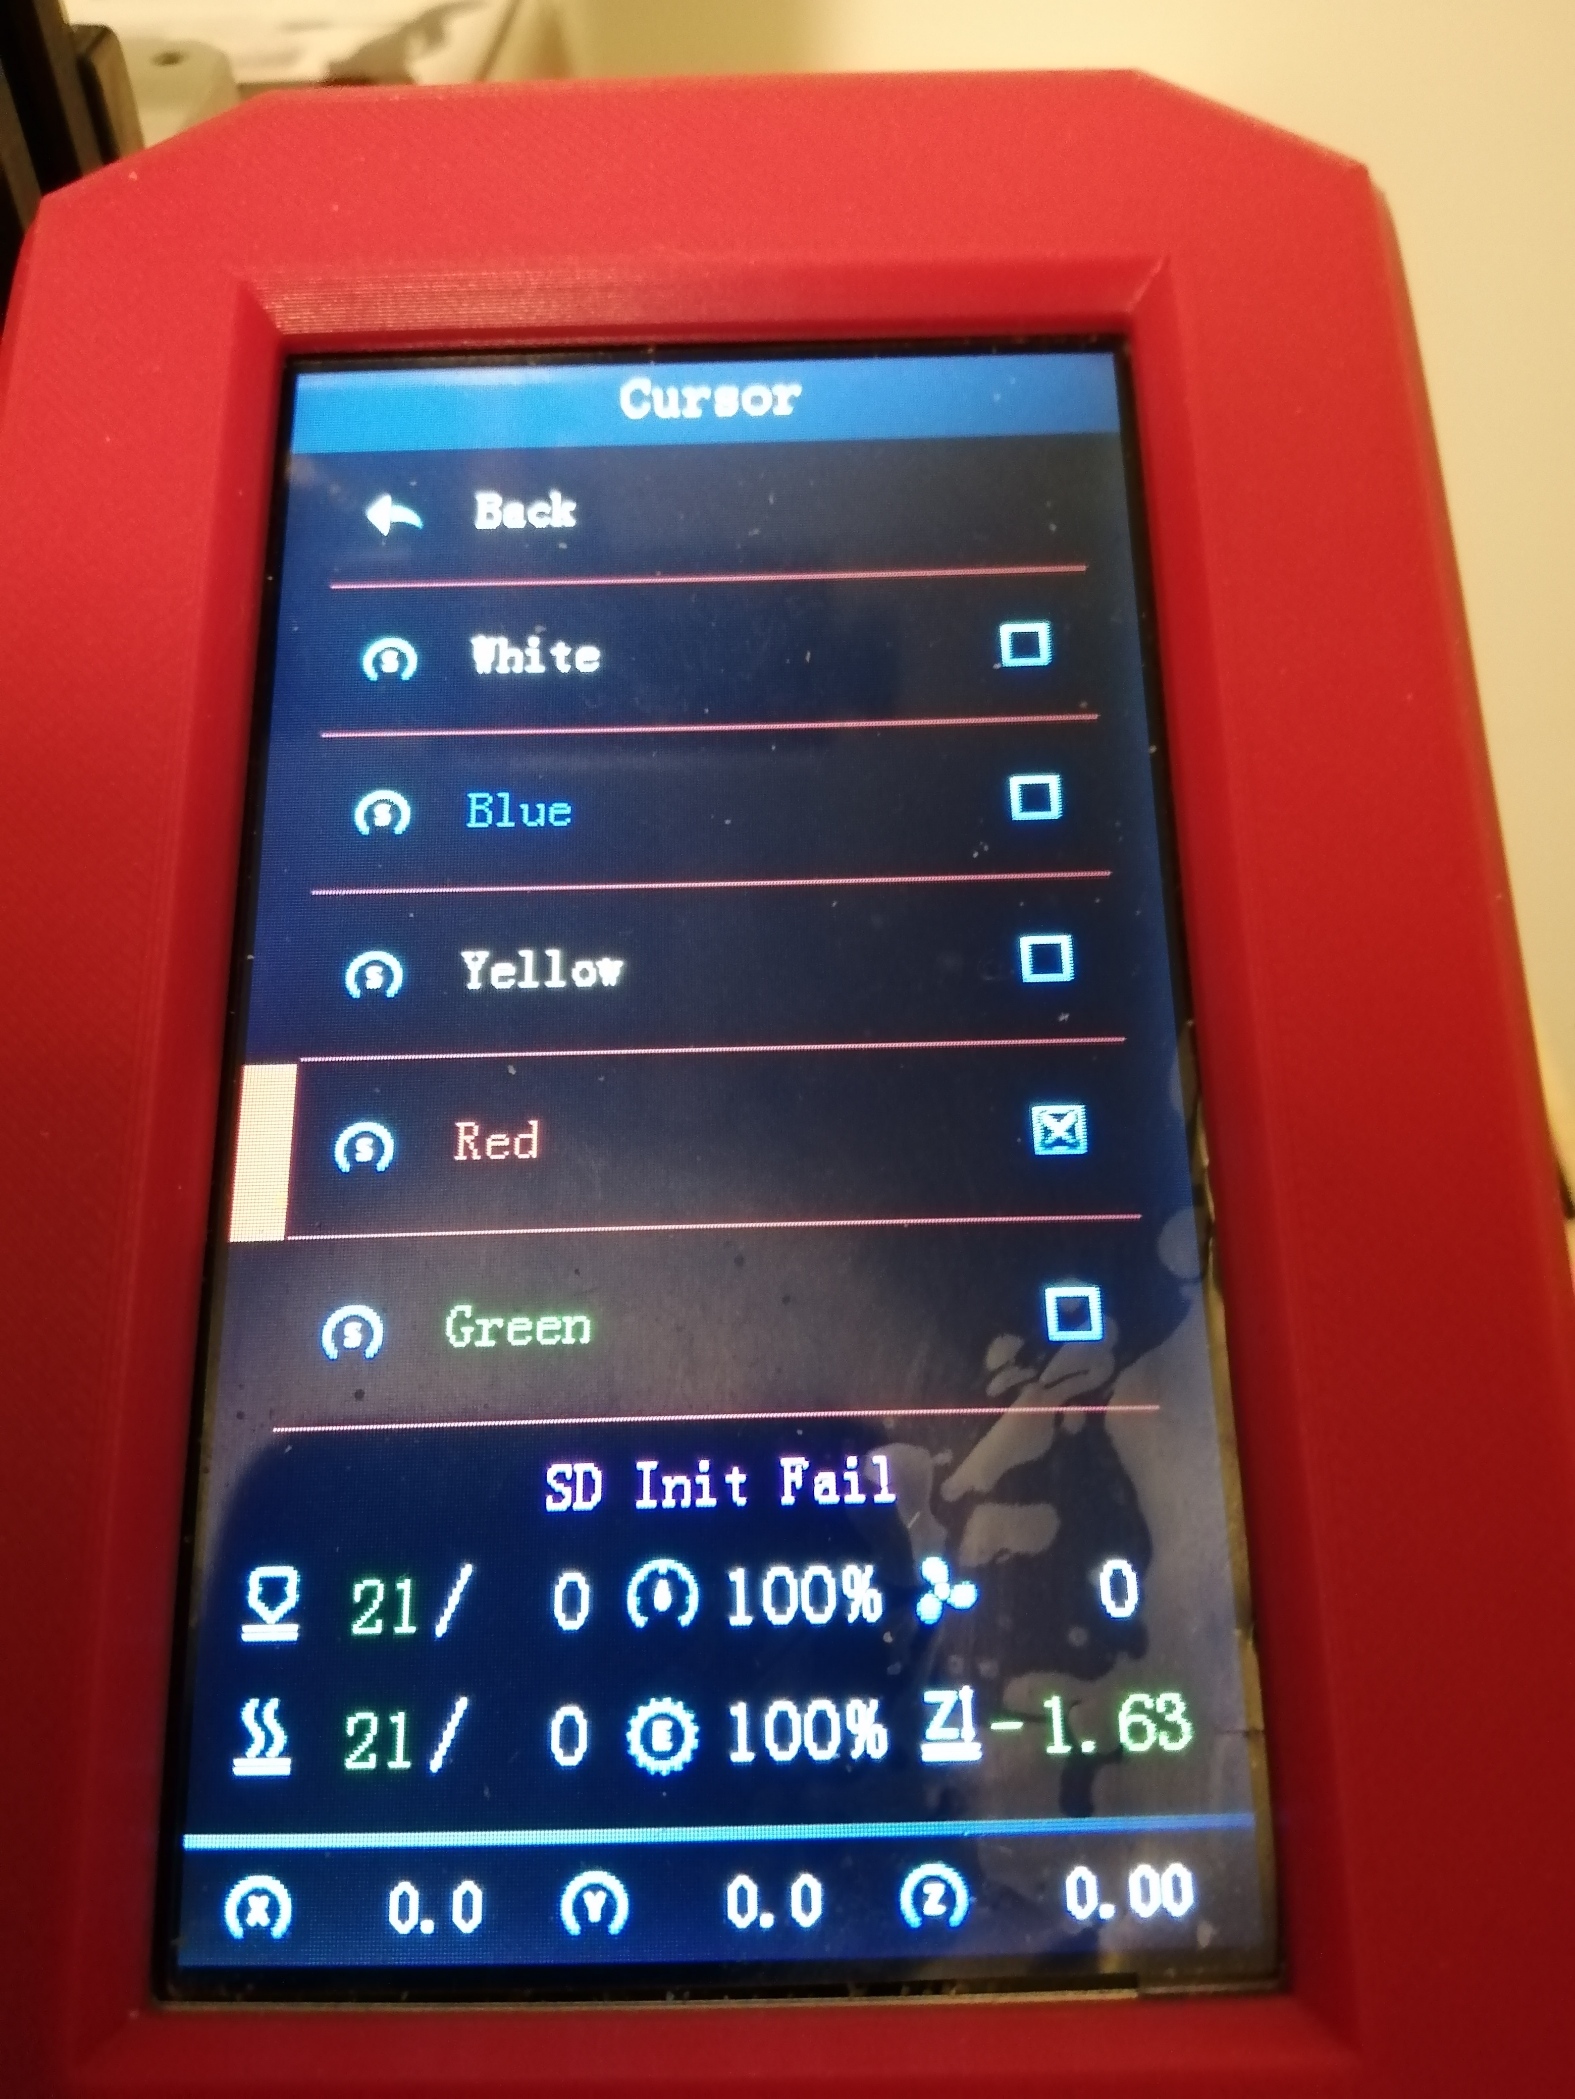 Cursor
Back
S White
S Blue
S Yellow
S Red
S Green
SD Init Fail
21/ 0 100% 0
21/ 0 E 100% Z -1.63
X 0.0 Y 0.0 Z 0.00